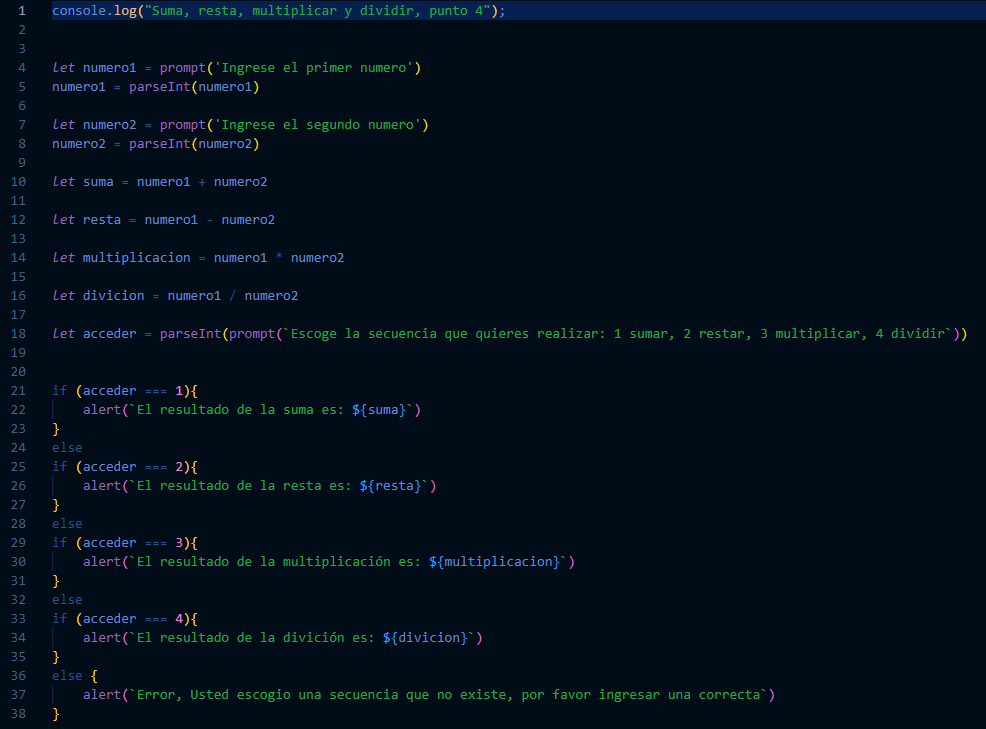 1 console.log("Suma, resta, multiplicar y dividir, punto 4");
2
3
4 let numero1 = prompt('Ingrese el primer numero')
5 numero1 = parseInt(numero1)
6
7 let numero2 = prompt('Ingrese el segundo numero')
8 numero2 = parseInt(numero2)
9
10 let suma = numero1 + numero2
11
12 let resta = numero1 - numero2
13
14 let multiplicacion = numero1 * numero2
15
16 let divicion = numero1 / numero2
17
18 let acceder = parseInt(prompt(`Escoge la secuencia que quieres realizar: 1 sumar, 2 restar, 3 multiplicar, 4 dividir`))
19
20
21 if (acceder === 1){
22     alert(`El resultado de la suma es: ${suma}`)
23 }
24 else
25 if (acceder === 2){
26     alert(`El resultado de la resta es: ${resta}`)
27 }
28 else
29 if (acceder === 3){
30     alert(`El resultado de la multiplicación es: ${multiplicacion}`)
31 }
32 else
33 if (acceder === 4){
34     alert(`El resultado de la división es: ${divicion}`)
35 }
36 else {
37     alert(`Error, Usted escogio una secuencia que no existe, por favor ingresar una correcta`)
38 }